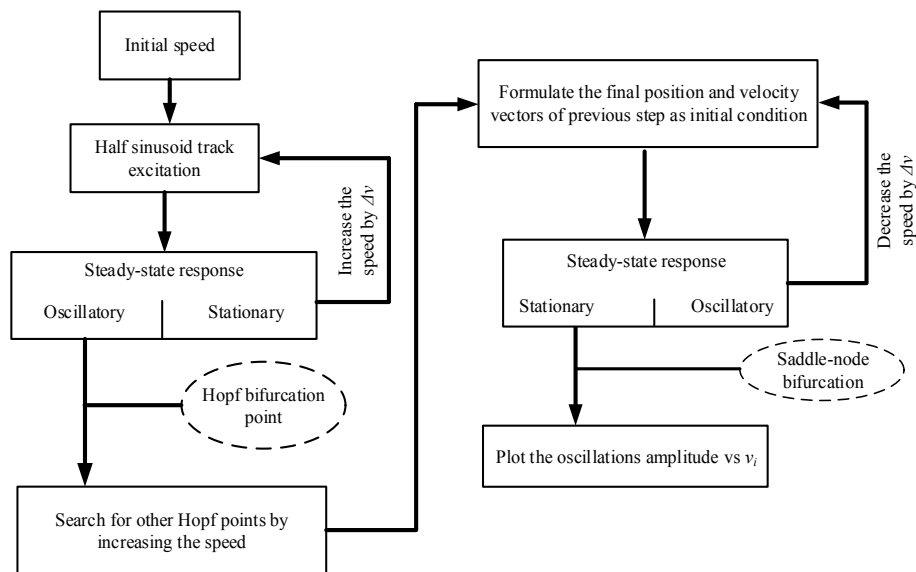 Initial speed
Half sinusoid track
excitation
Increase the
speed by Δv
Steady-state response
Oscillatory
Stationary
Hopf bifurcation
point
Search for other Hopf points by
increasing the speed
Formulate the final position and velocity
vectors of previous step as initial condition
Decrease the
speed by Δv
Steady-state response
Stationary
Oscillatory
Saddle-node
bifurcation
Plot the oscillations amplitude vs vi